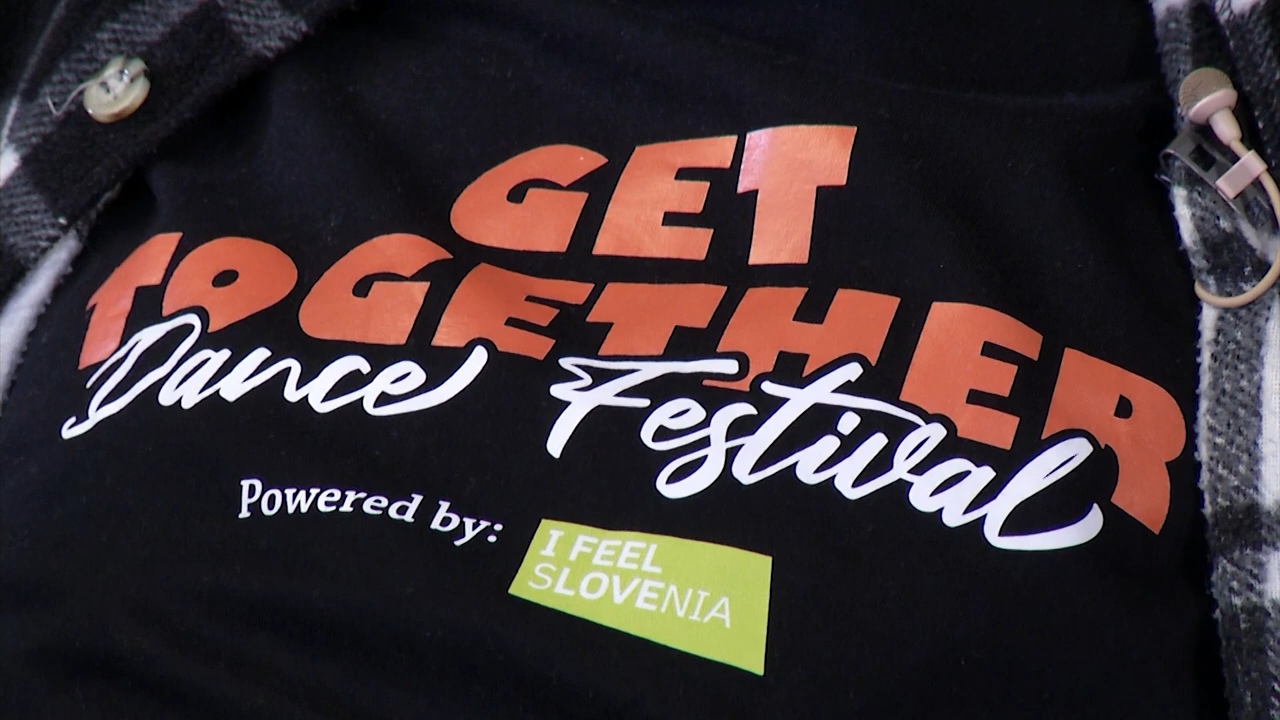 GET
TOGETHER
Dance Festival
Powered by:
I FEEL
SLOVENIA